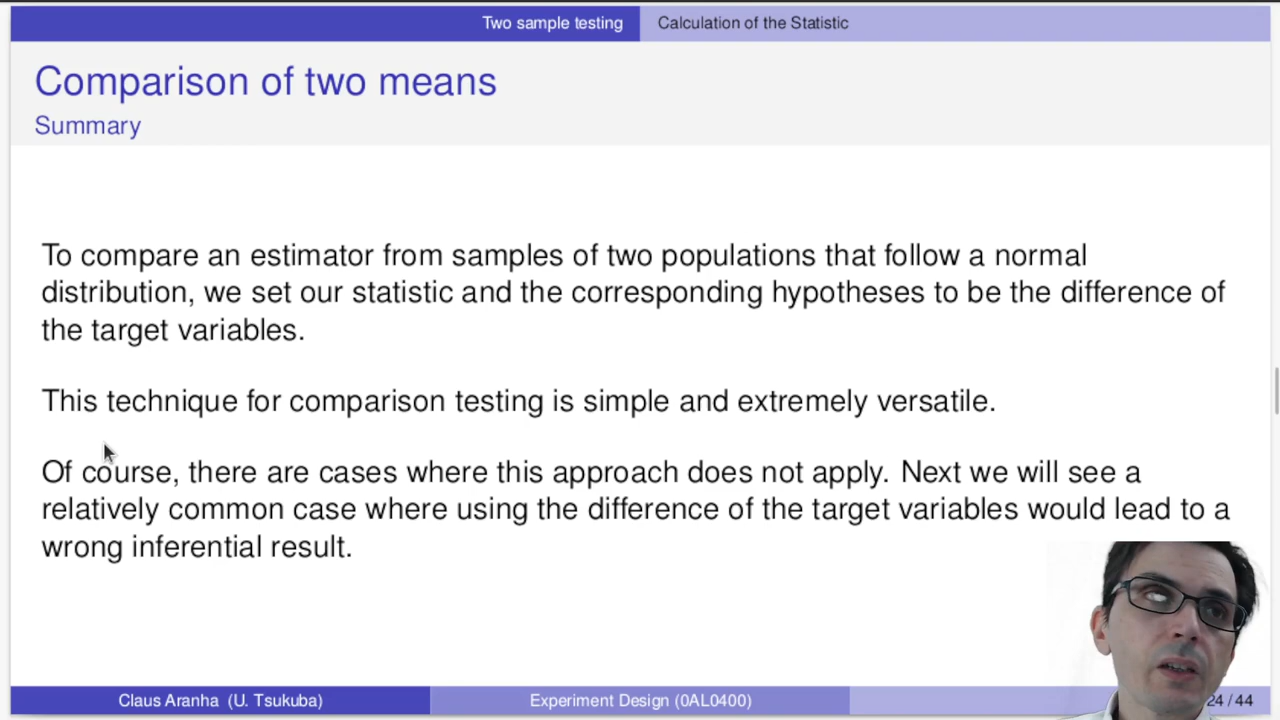 Two sample testing
Calculation of the Statistic
Comparison of two means
Summary
To compare an estimator from samples of two populations that follow a normal
distribution, we set our statistic and the corresponding hypotheses to be the difference of
the target variables.
This technique for comparison testing is simple and extremely versatile.
Of course, there are cases where this approach does not apply. Next we will see a
relatively common case where using the difference of the target variables would lead to a
wrong inferential result.
Claus Aranha (U. Tsukuba)
Experiment Design (0AL0400)
24 / 44